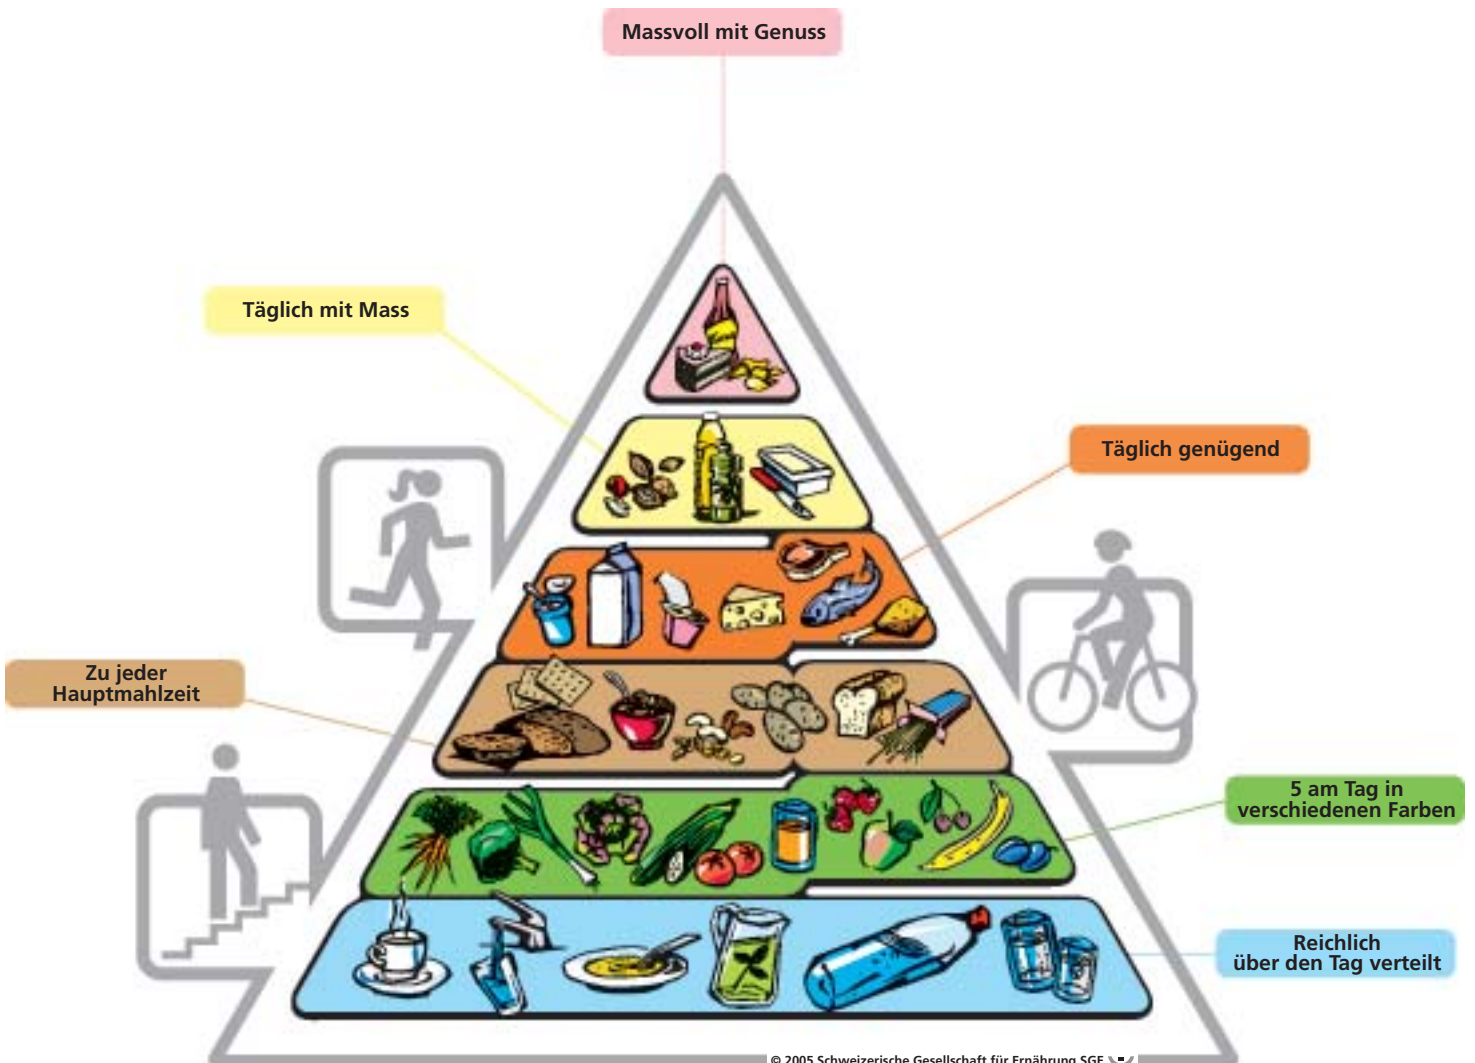 Massvoll mit Genuss
Täglich mit Mass
Täglich genügend
Zu jeder
Hauptmahlzeit
5 am Tag in
verschiedenen Farben
Reichlich
über den Tag verteilt
© 2005 Schweizerische Gesellschaft für Ernährung SGE